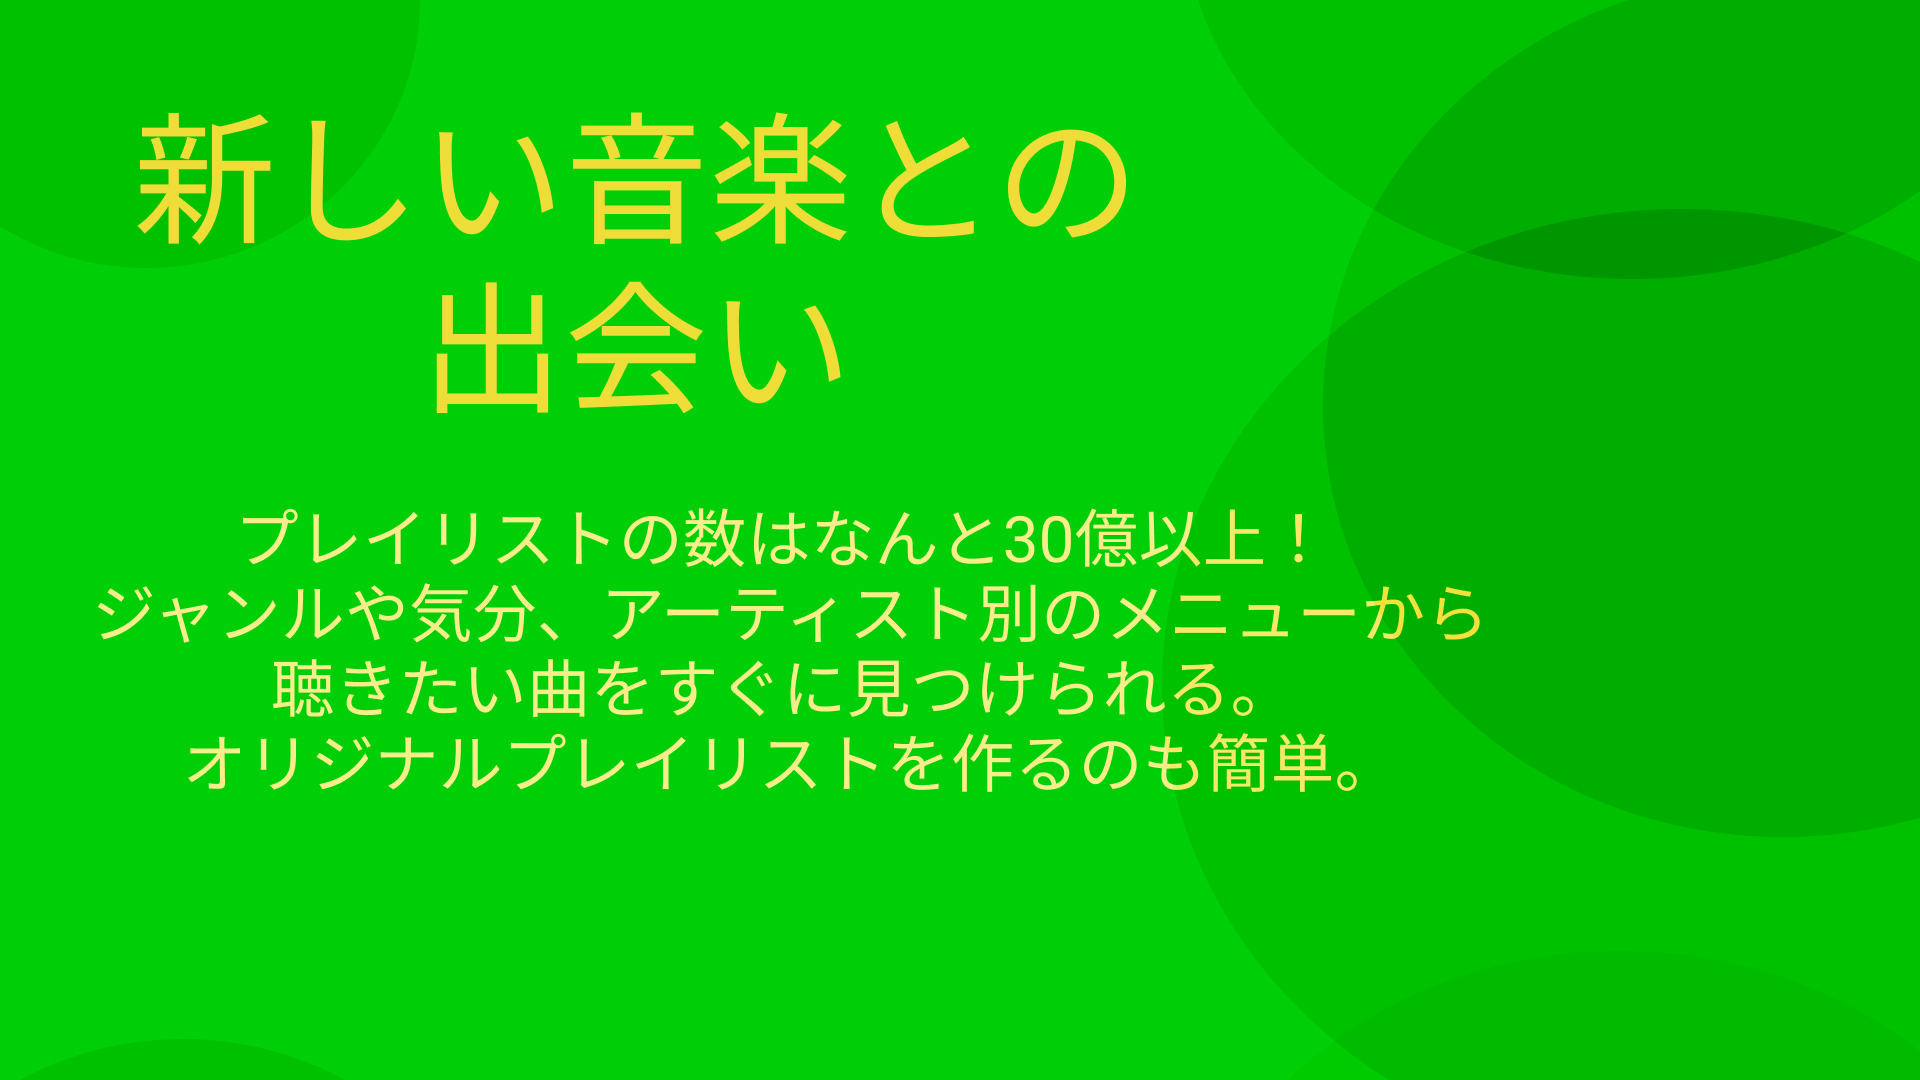 新しい音楽との
出会い
プレイリストの数はなんと30億以上！
ジャンルや気分、アーティスト別のメニューから
聴きたい曲をすぐに見つけられる。
オリジナルプレイリストを作るのも簡単。